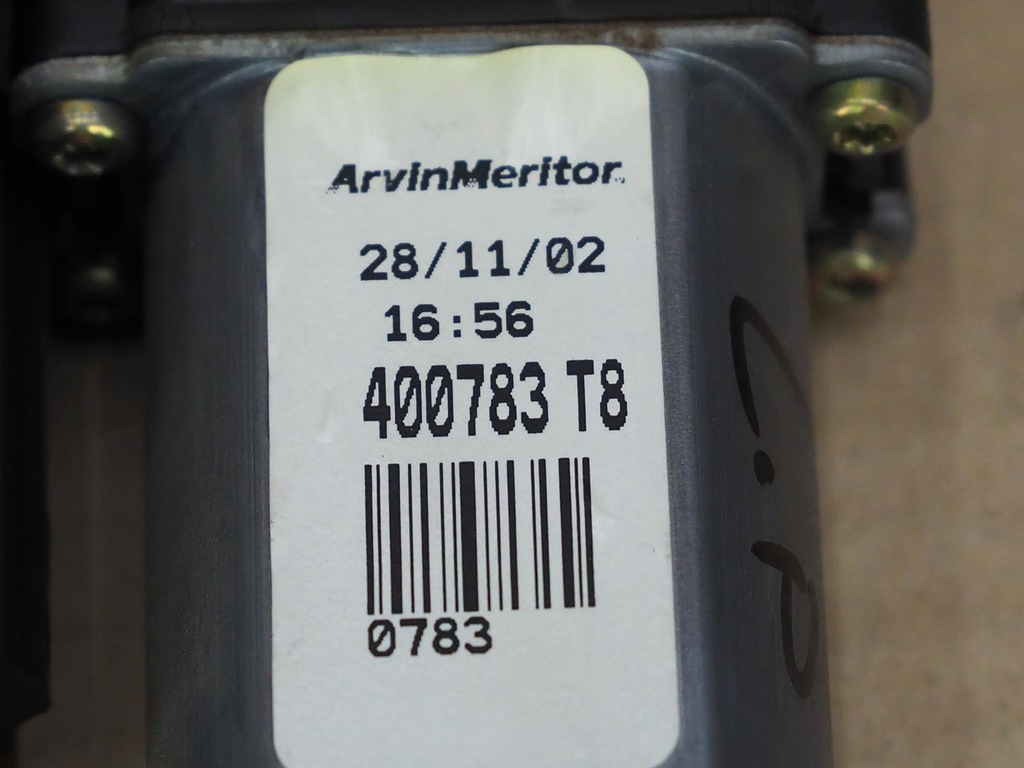 ArvinMeritor.
28/11/02
16:56
400783 T8
0783
L.P